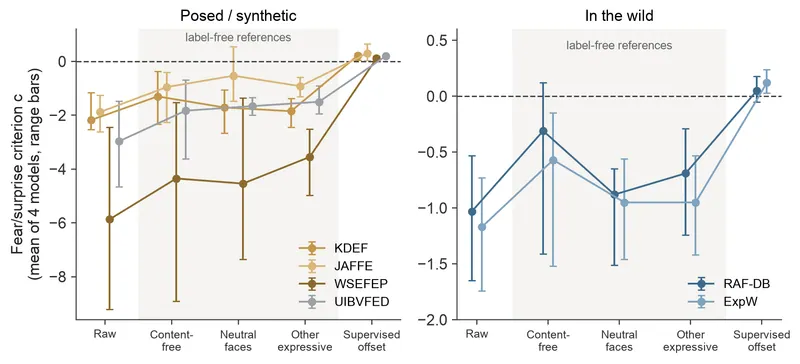 Posed / synthetic
label-free references
Fear/surprise criterion c
(mean of 4 models, range bars)
0
−2
−4
−6
−8
KDEF
JAFFE
WSEFEP
UIBVFED
Raw
Content-
free
Neutral
faces
Other
expressive
Supervised
offset
In the wild
label-free references
0.5
0.0
−0.5
−1.0
−1.5
−2.0
RAF-DB
ExpW
Raw
Content-
free
Neutral
faces
Other
expressive
Supervised
offset